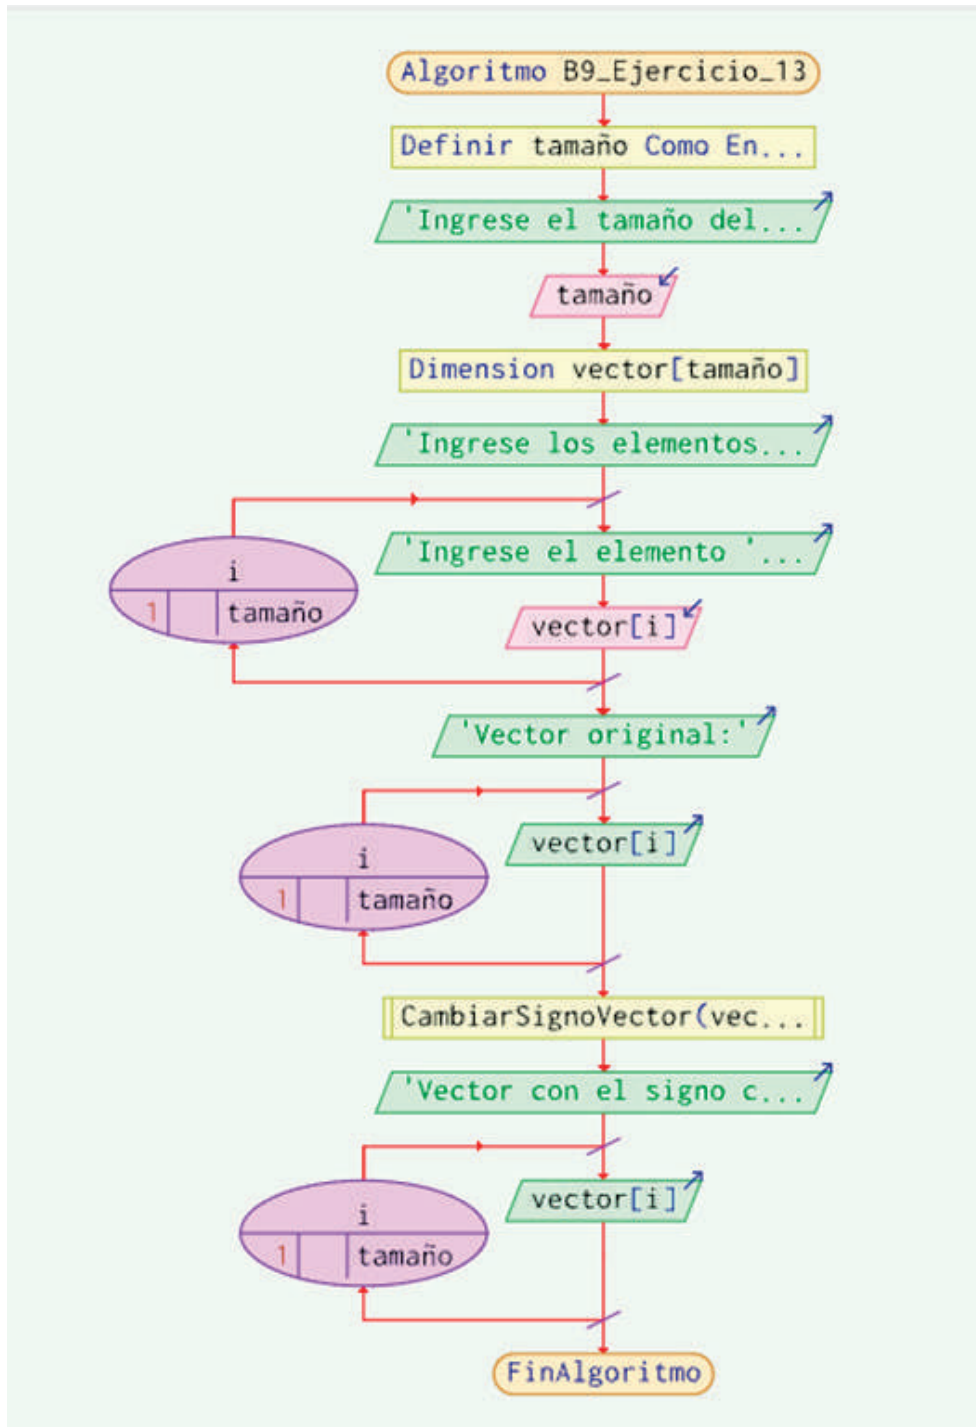 Algoritmo B9_Ejercicio_13
Definir tamaño Como En...
'Ingrese el tamaño del...
tamaño
Dimension vector[tamaño]
'Ingrese los elementos...
'Ingrese el elemento '...
i
1 tamaño
vector[i]
'Vector original:'
vector[i]
i
1 tamaño
CambiarSignoVector(vec...
'Vector con el signo c...
vector[i]
i
1 tamaño
FinAlgoritmo